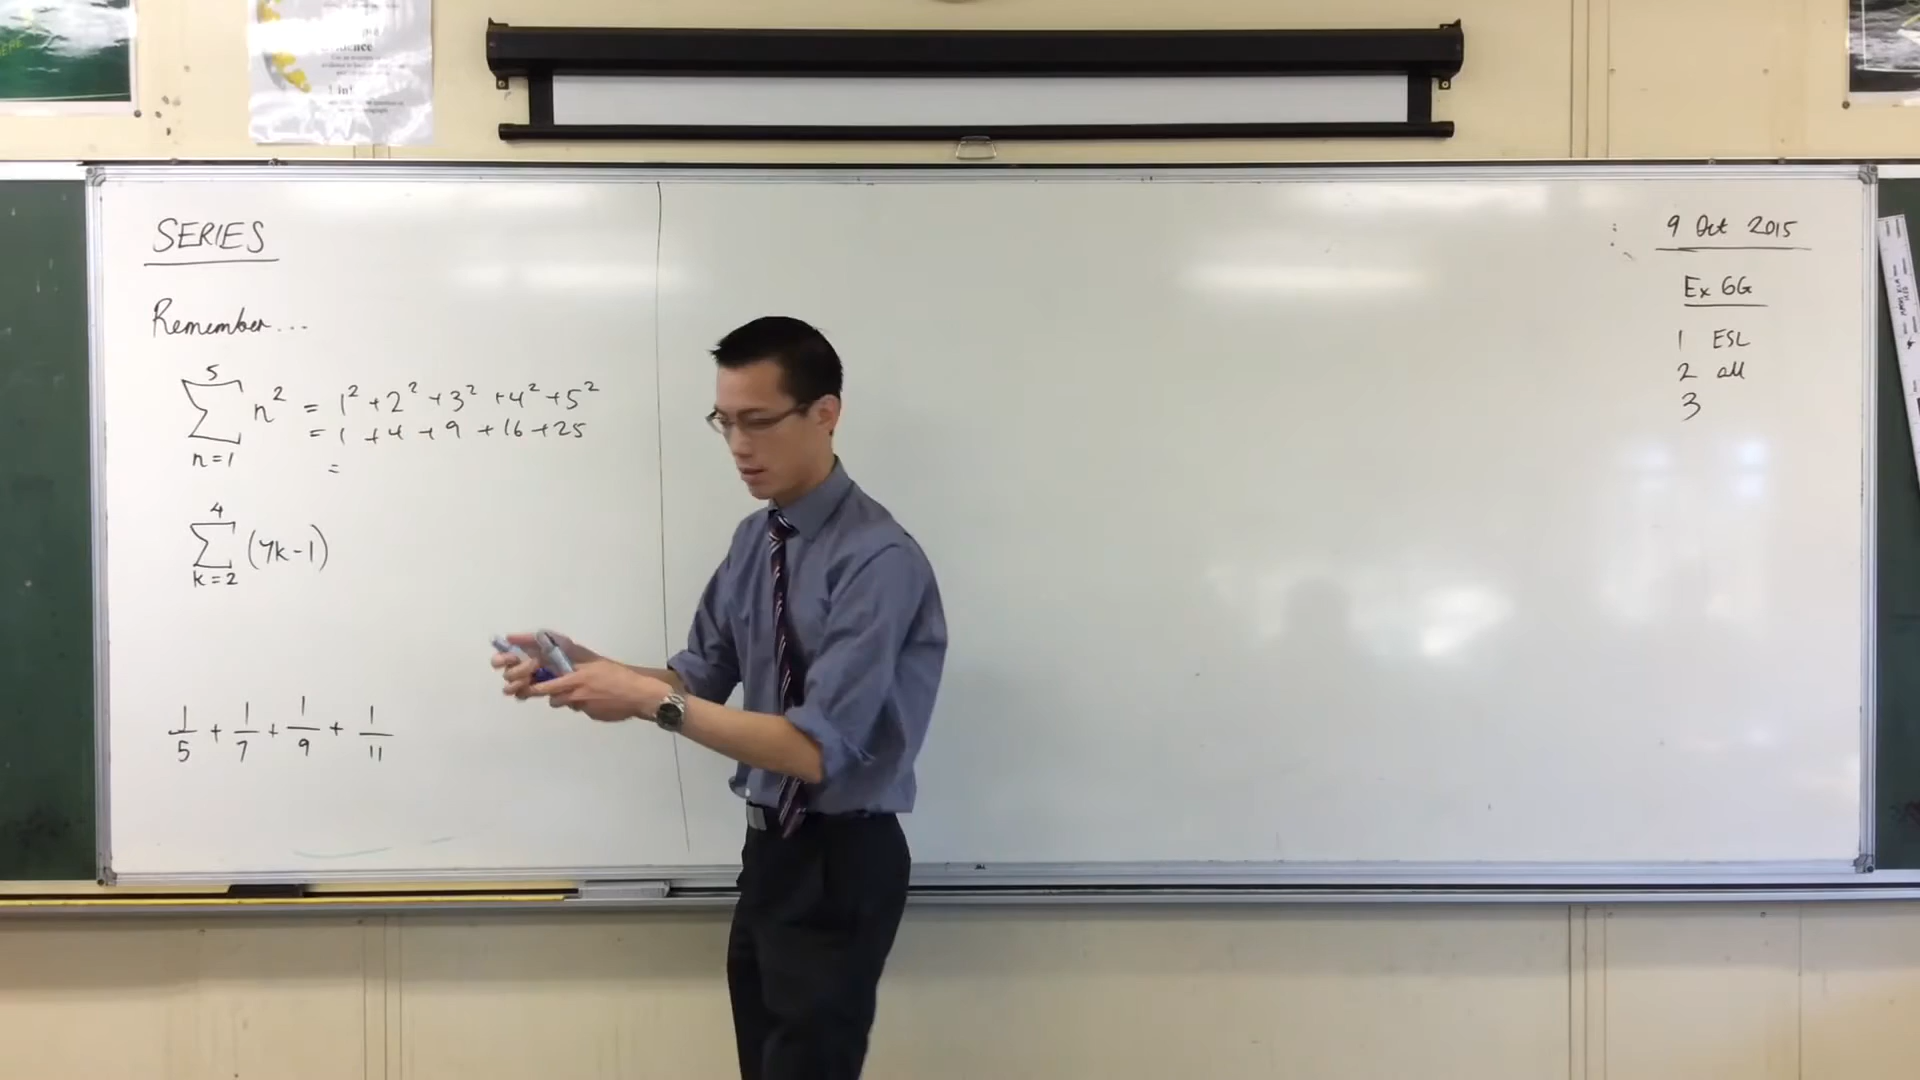 SERIES
Remember...
5
∑ n² = 1² + 2² + 3² + 4² + 5²
n=1
= 1 + 4 + 9 + 16 + 25
=
4
∑ (7k-1)
k=2
1/5 + 1/7 + 1/9 + 1/11
9 Oct 2015
Ex 6G
1 ESL
2 all
3